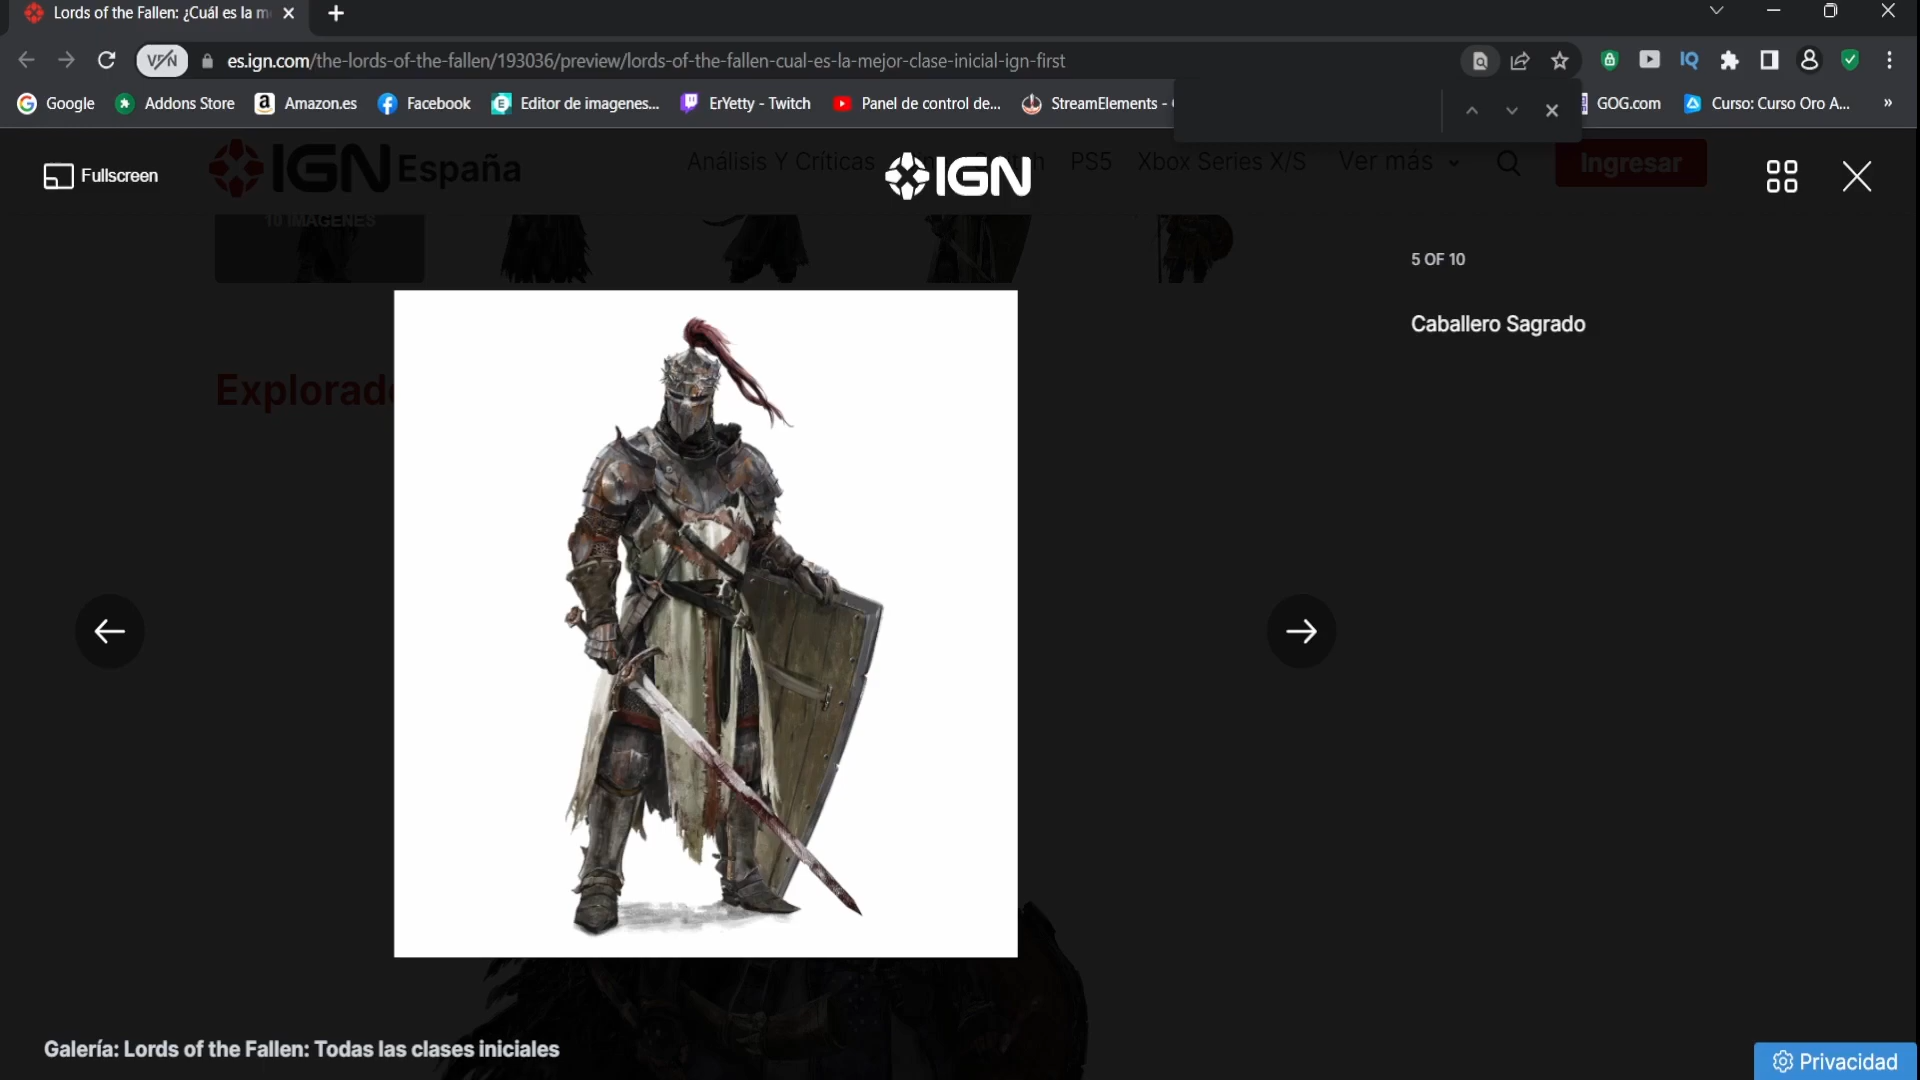 Lords of the Fallen: ¿Cuál es la m
VPN
es.ign.com/the-lords-of-the-fallen/193036/preview/lords-of-the-fallen-cual-es-la-mejor-clase-inicial-ign-first
IQ
Google
Addons Store
Amazon.es
Facebook
Editor de imagenes...
ErYetty - Twitch
Panel de control de...
StreamElements -
GOG.com
Curso: Curso Oro A...
»
Fullscreen
IGN España
Análisis Y Críticas
IGN
PS5
Xbox Series X/S
Ver más
Ingresar
10 IMÁGENES
5 OF 10
Caballero Sagrado
Explorad
Galería: Lords of the Fallen: Todas las clases iniciales
Privacidad